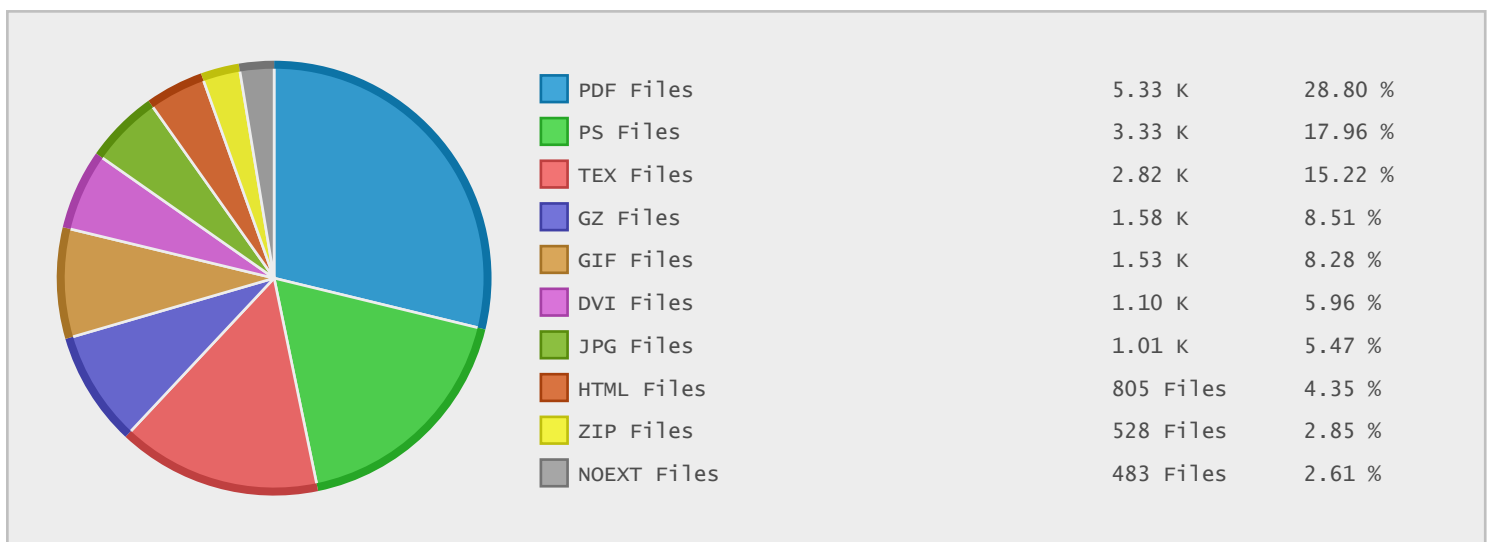 PDF Files 5.33 K 28.80 %
PS Files 3.33 K 17.96 %
TEX Files 2.82 K 15.22 %
GZ Files 1.58 K 8.51 %
GIF Files 1.53 K 8.28 %
DVI Files 1.10 K 5.96 %
JPG Files 1.01 K 5.47 %
HTML Files 805 Files 4.35 %
ZIP Files 528 Files 2.85 %
NOEXT Files 483 Files 2.61 %